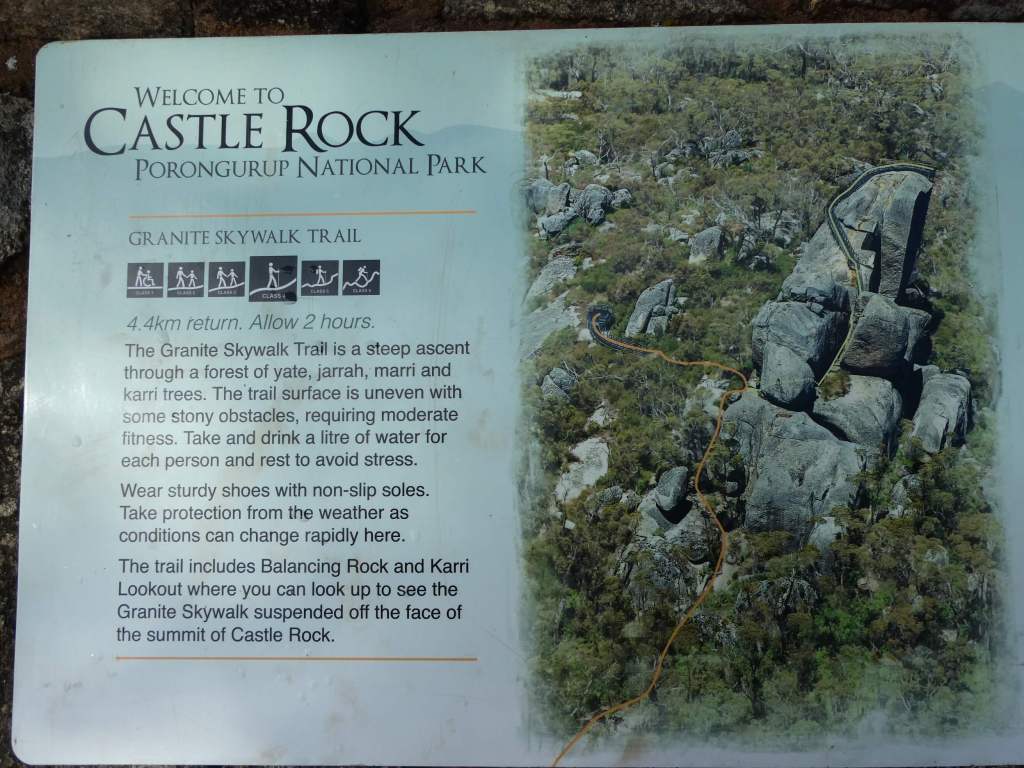 WELCOME TO
CASTLE ROCK
PORONGURUP NATIONAL PARK
GRANITE SKYWALK TRAIL
CLASS 4
4.4km return. Allow 2 hours.
The Granite Skywalk Trail is a steep ascent
through a forest of yate, jarrah, marri and
karri trees. The trail surface is uneven with
some stony obstacles, requiring moderate
fitness. Take and drink a litre of water for
each person and rest to avoid stress.
Wear sturdy shoes with non-slip soles.
Take protection from the weather as
conditions can change rapidly here.
The trail includes Balancing Rock and Karri
Lookout where you can look up to see the
Granite Skywalk suspended off the face of
the summit of Castle Rock.